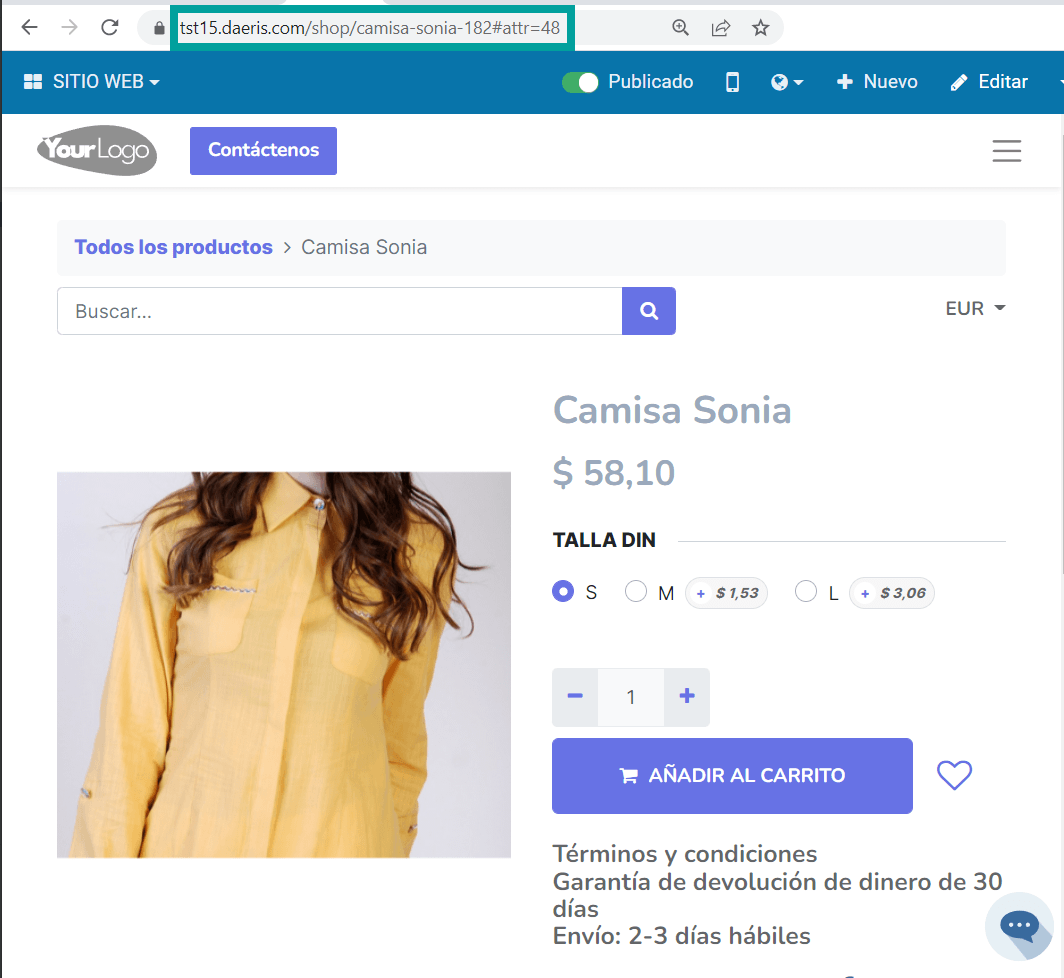 tst15.daeris.com/shop/camisa-sonia-182#attr=48
SITIO WEB Publicado Nuevo Editar
YourLogo Contáctenos
Todos los productos > Camisa Sonia
Buscar... EUR
Camisa Sonia
$ 58,10
TALLA DIN
S M + $ 1,53 L + $ 3,06
− 1 +
AÑADIR AL CARRITO
Términos y condiciones
Garantía de devolución de dinero de 30
días
Envío: 2-3 días hábiles